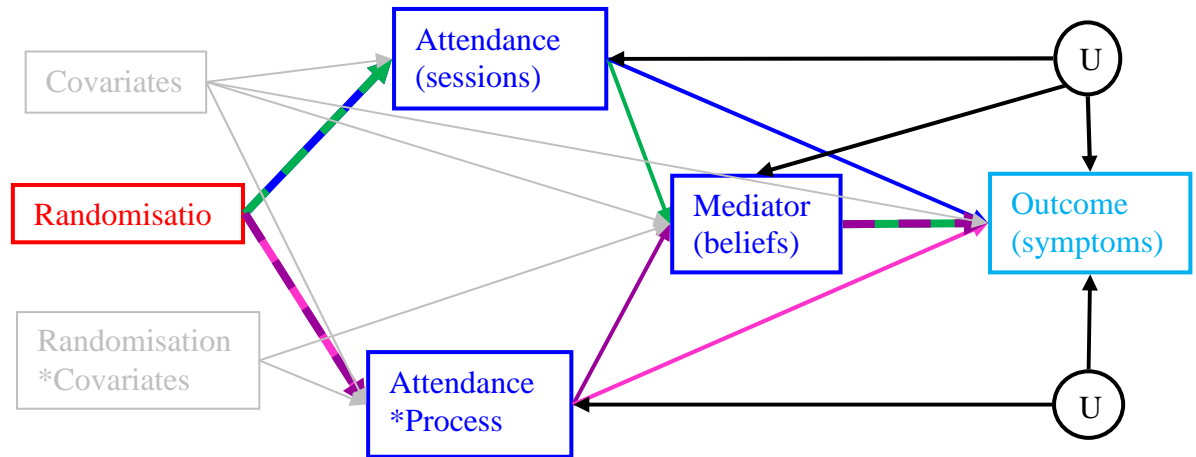 Attendance
(sessions)
U
Covariates
Randomisatio
Mediator
(beliefs)
Outcome
(symptoms)
Randomisation
*Covariates
Attendance
*Process
U